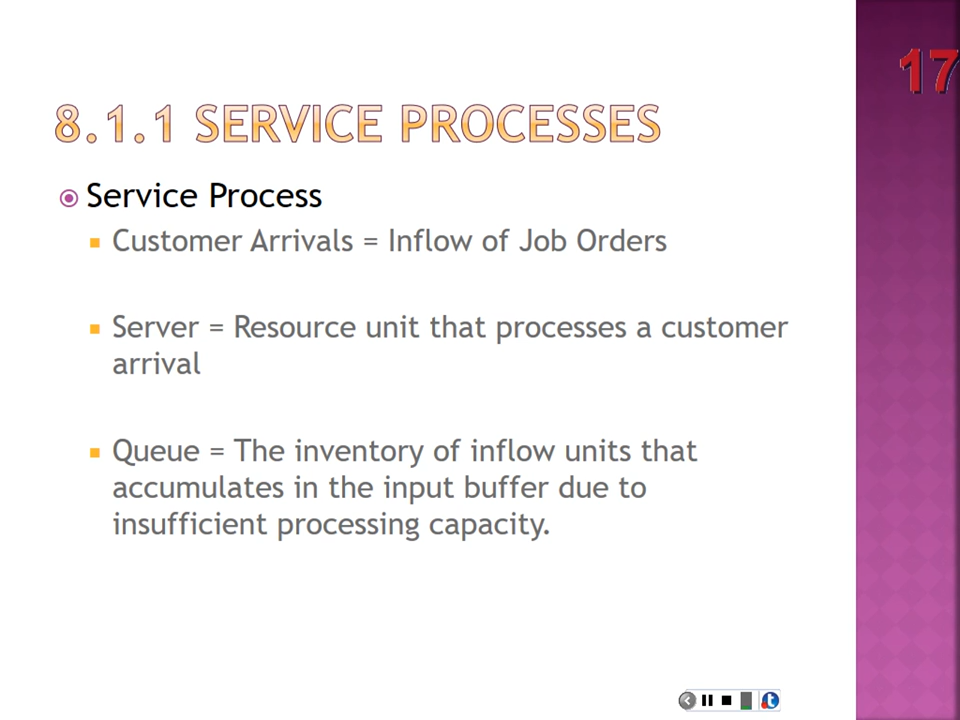 17
8.1.1 SERVICE PROCESSES
Service Process
Customer Arrivals = Inflow of Job Orders
Server = Resource unit that processes a customer
arrival
Queue = The inventory of inflow units that
accumulates in the input buffer due to
insufficient processing capacity.
t